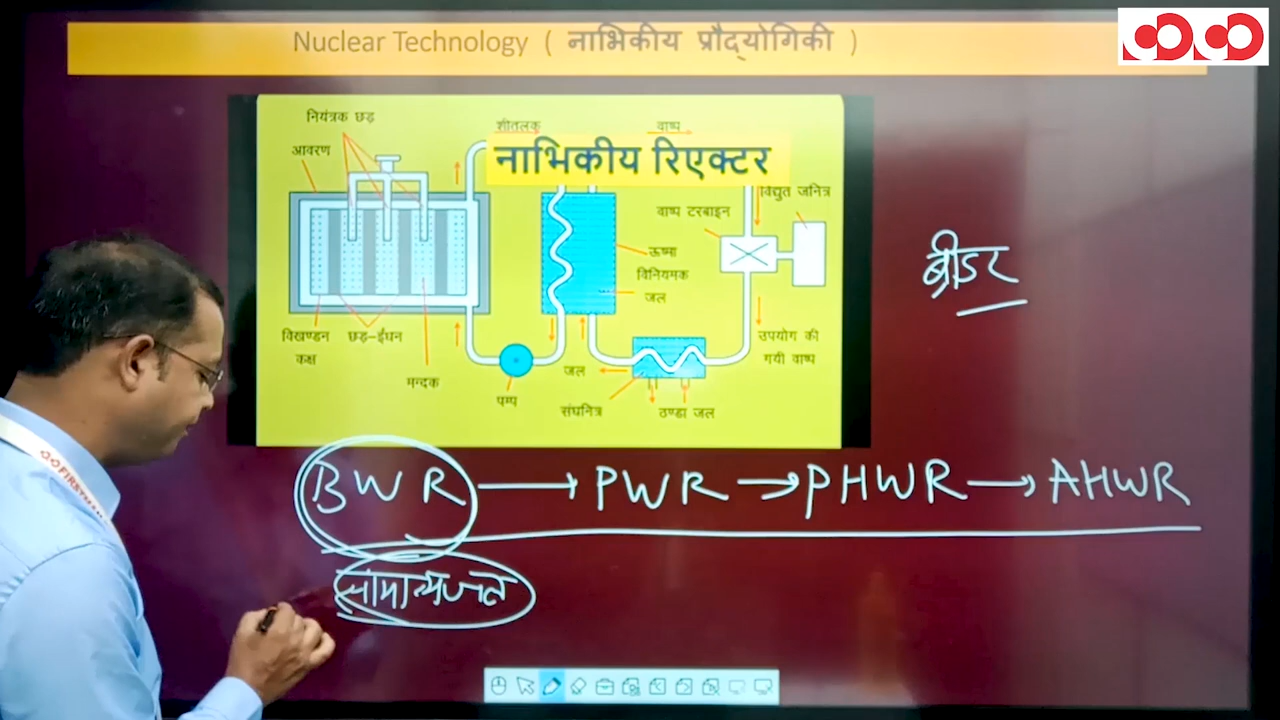 Nuclear Technology ( नाभिकीय प्रौद्योगिकी )
नियंत्रक छड़
शीतलक
वाष्प
आवरण
नाभिकीय रिएक्टर
विद्युत जनित्र
वाष्प टरबाइन
ऊष्मा
विनियमक
जल
ब्रीडर
विखण्डन
कक्ष
छड़-ईंधन
मन्दक
पम्प
जल
संघनित्र
ठण्डा जल
उपयोग की
गयी वाष्प
BWR → PWR → PHWR → AHWR
सामान्य जल
FIRST